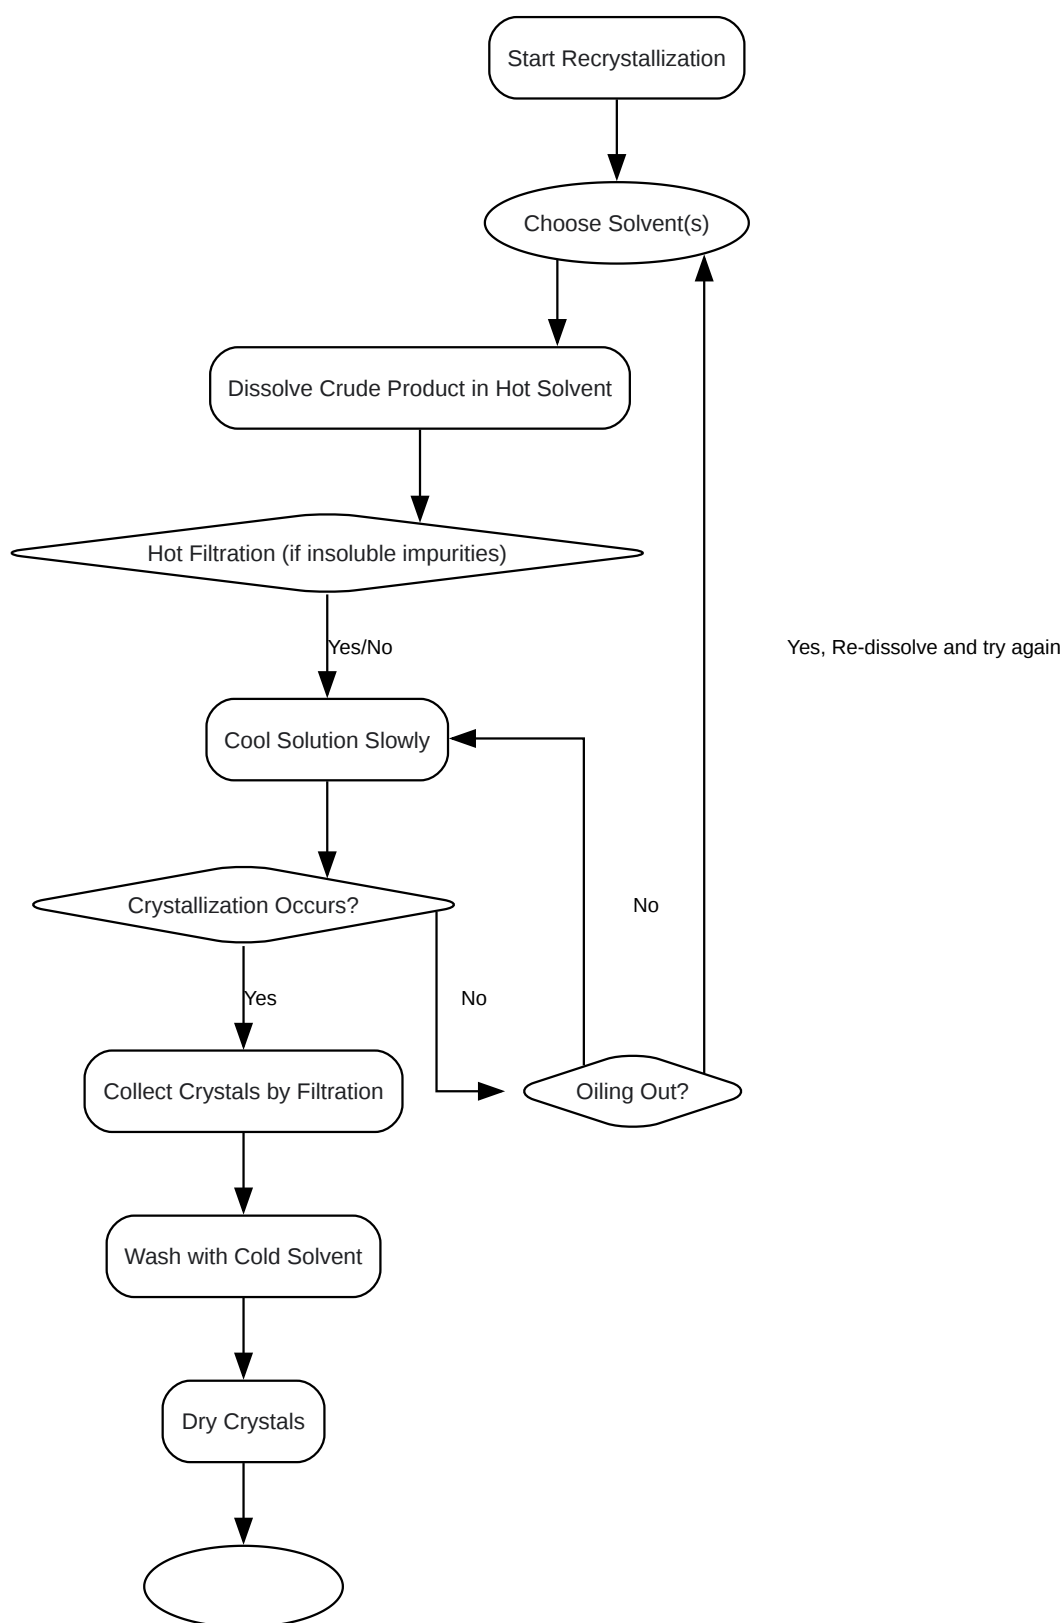 Start Recrystallization
Choose Solvent(s)
Dissolve Crude Product in Hot Solvent
Hot Filtration (if insoluble impurities)
Yes/No
Yes, Re-dissolve and try again
Cool Solution Slowly
Crystallization Occurs?
No
Yes
No
Collect Crystals by Filtration
Oiling Out?
Wash with Cold Solvent
Dry Crystals